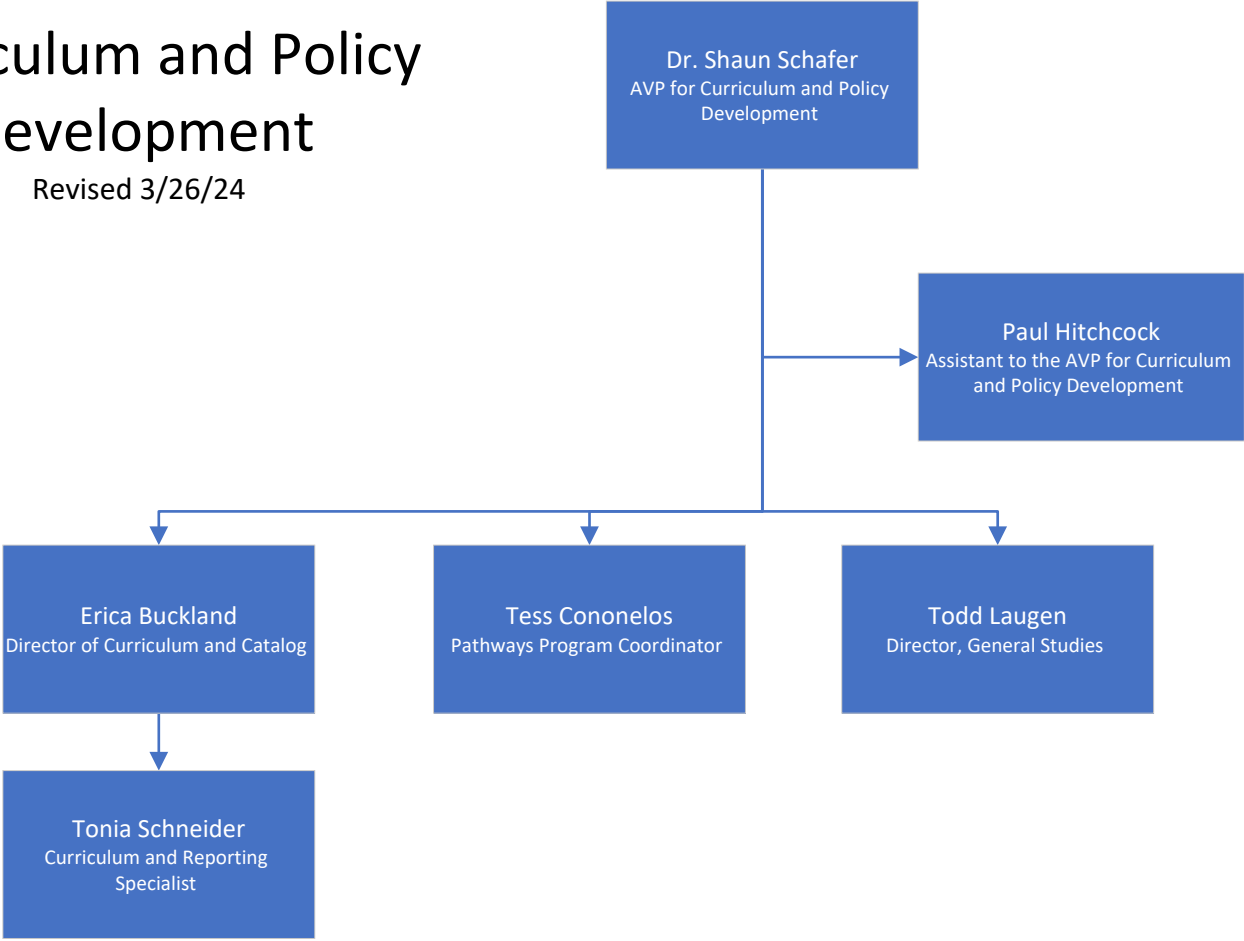 culum and Policy
evelopment
Revised 3/26/24
Dr. Shaun Schafer
AVP for Curriculum and Policy
Development
Paul Hitchcock
Assistant to the AVP for Curriculum
and Policy Development
Erica Buckland
Director of Curriculum and Catalog
Tess Cononelos
Pathways Program Coordinator
Todd Laugen
Director, General Studies
Tonia Schneider
Curriculum and Reporting
Specialist